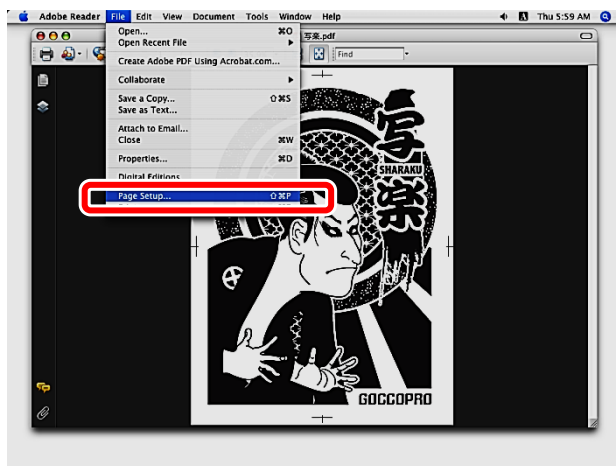 Adobe Reader File Edit View Document Tools Window Help Thu 5:59 AM
Open... ⌘O
Open Recent File
Create Adobe PDF Using Acrobat.com...
Collaborate
Save a Copy... ⇧⌘S
Save as Text...
Attach to Email...
Close ⌘W
Properties... ⌘D
Digital Editions
Page Setup... ⇧⌘P
写楽.pdf
Find
写楽
SHARAKU
GOCCOPRO